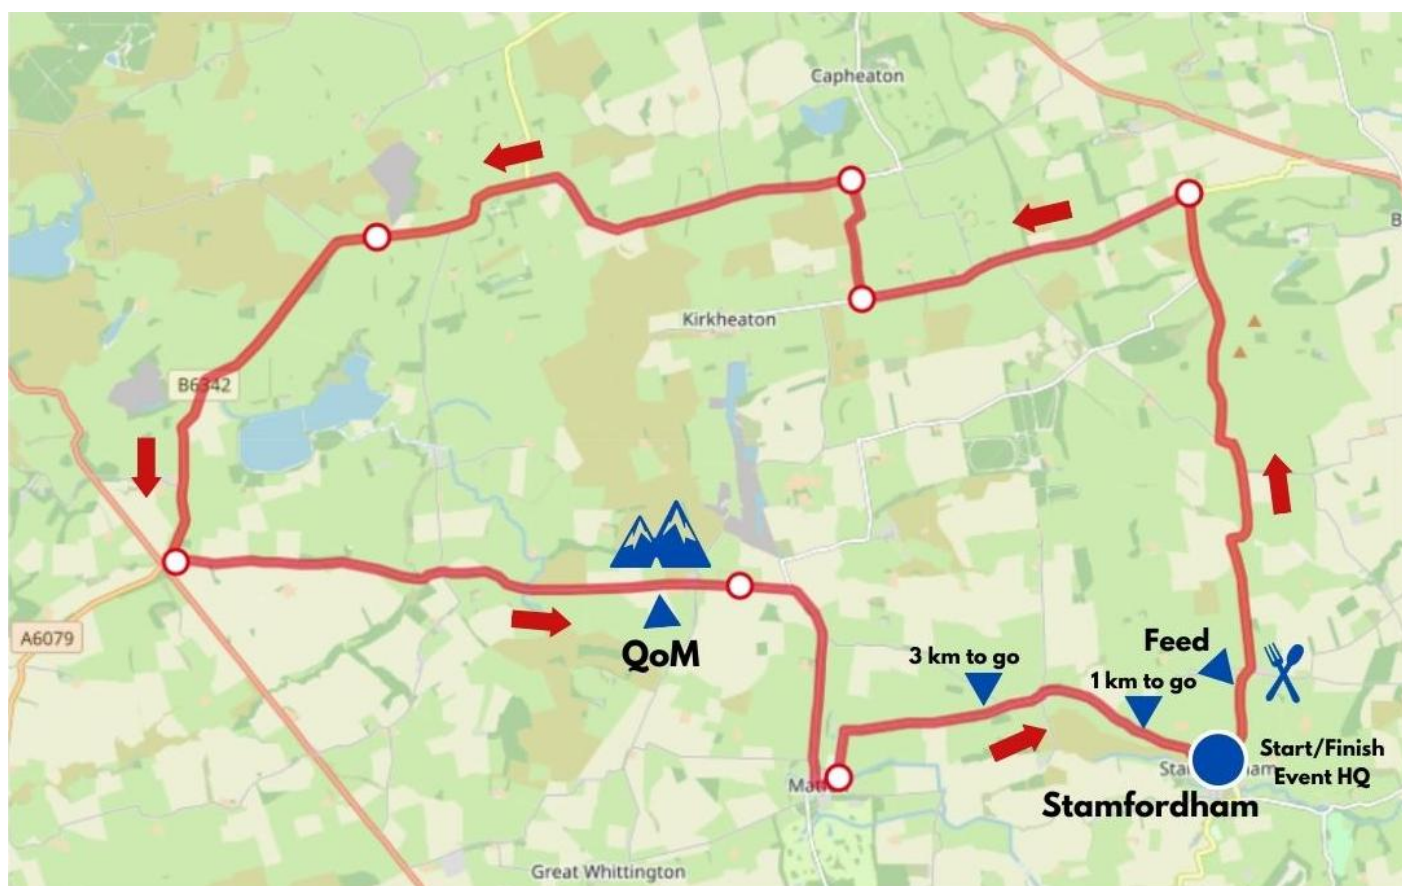 Capheaton
B
Kirkheaton
B6342
A6079
QoM
Feed
3 km to go
1 km to go
Start/Finish
Event HQ
Stamfordham
Great Whittington